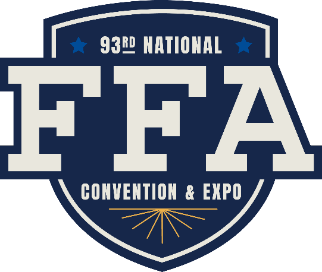 93RD NATIONAL
FFA
CONVENTION & EXPO